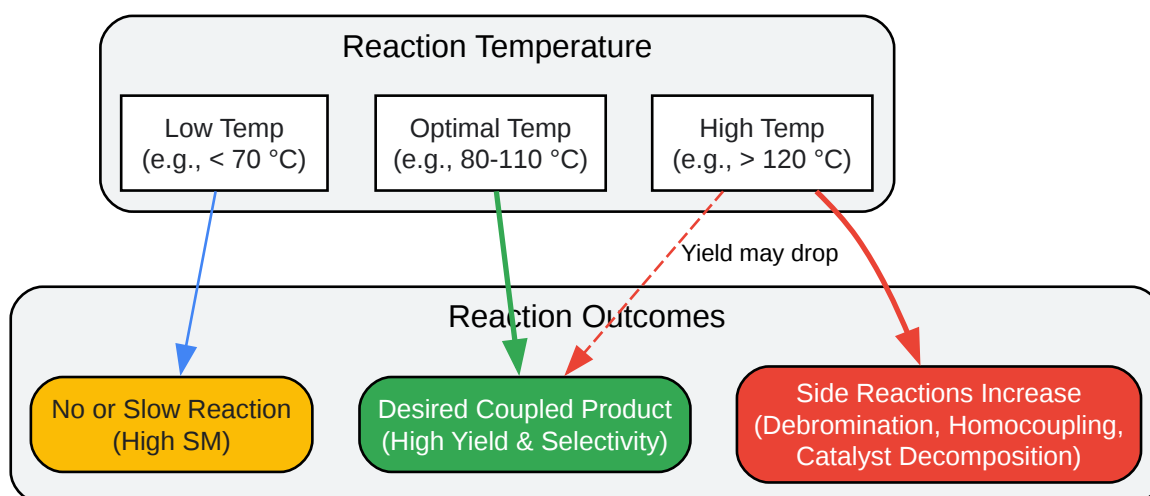 Reaction Temperature
Low Temp
(e.g., < 70 °C)
Optimal Temp
(e.g., 80-110 °C)
High Temp
(e.g., > 120 °C)
Yield may drop
Reaction Outcomes
No or Slow Reaction
(High SM)
Desired Coupled Product
(High Yield & Selectivity)
Side Reactions Increase
(Debromination, Homocoupling,
Catalyst Decomposition)